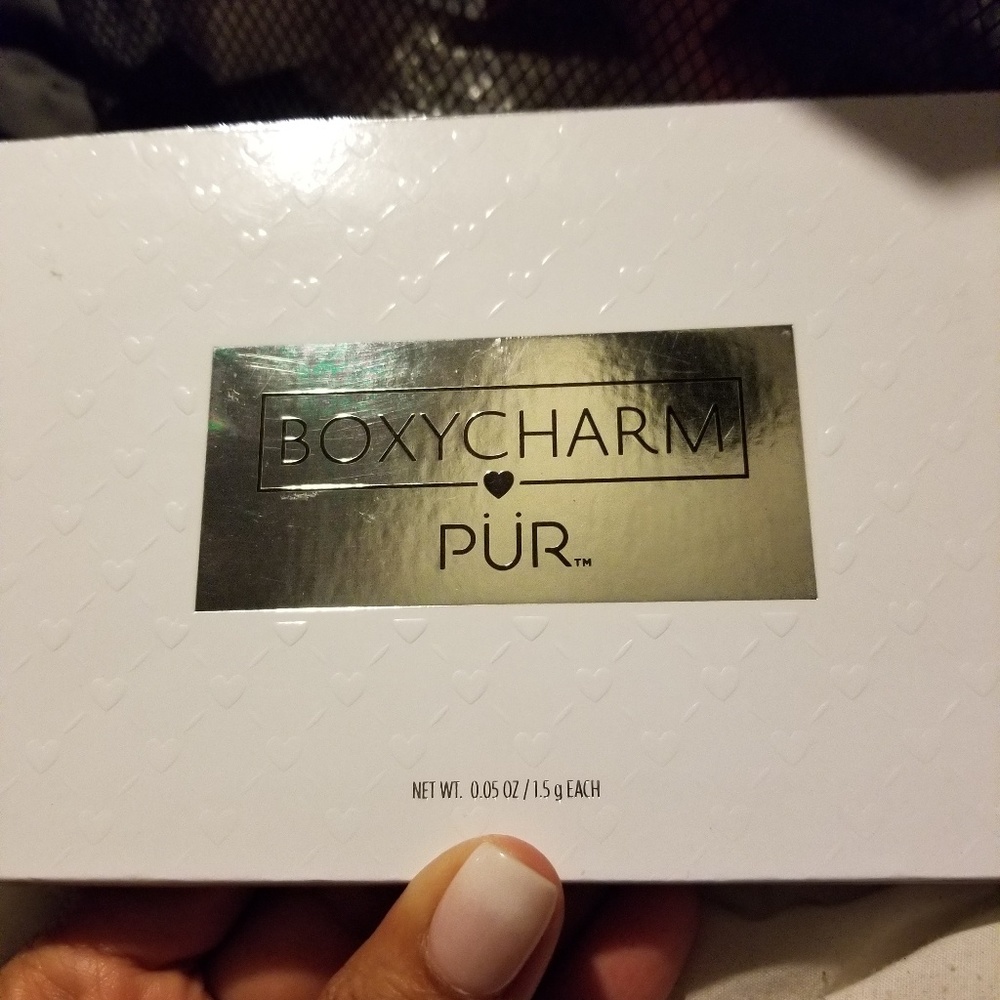 BOXYCHARM
PÜR™
NET WT. 0.05 OZ / 1.5 g EACH